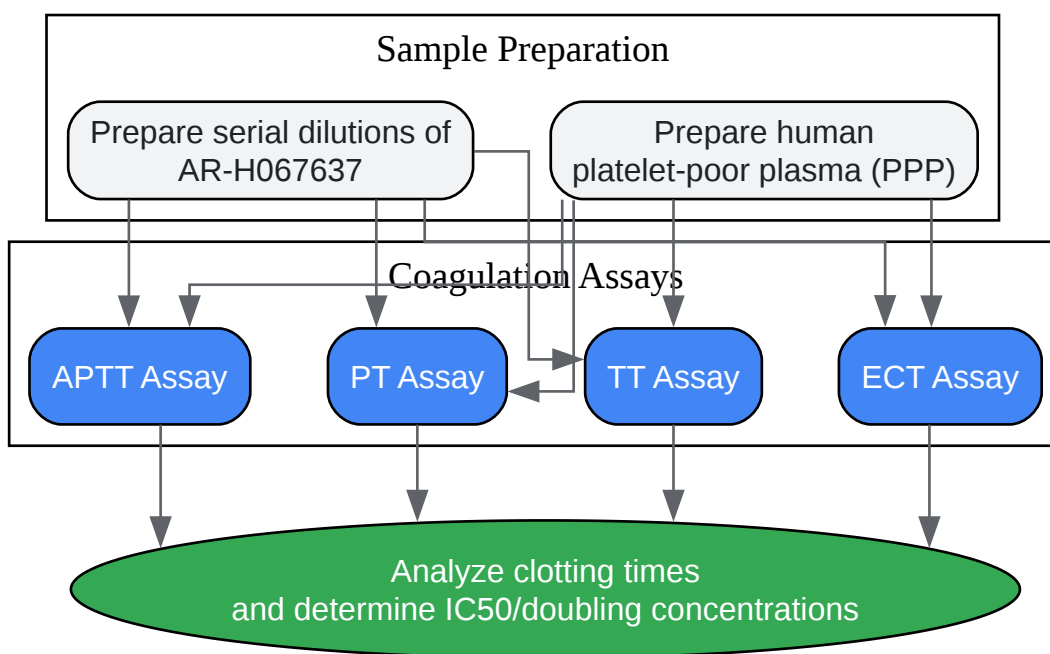 Sample Preparation
Prepare serial dilutions of
AR-H067637
Prepare human
platelet-poor plasma (PPP)
Coagulation Assays
APTT Assay
PT Assay
TT Assay
ECT Assay
Analyze clotting times
and determine IC50/doubling concentrations